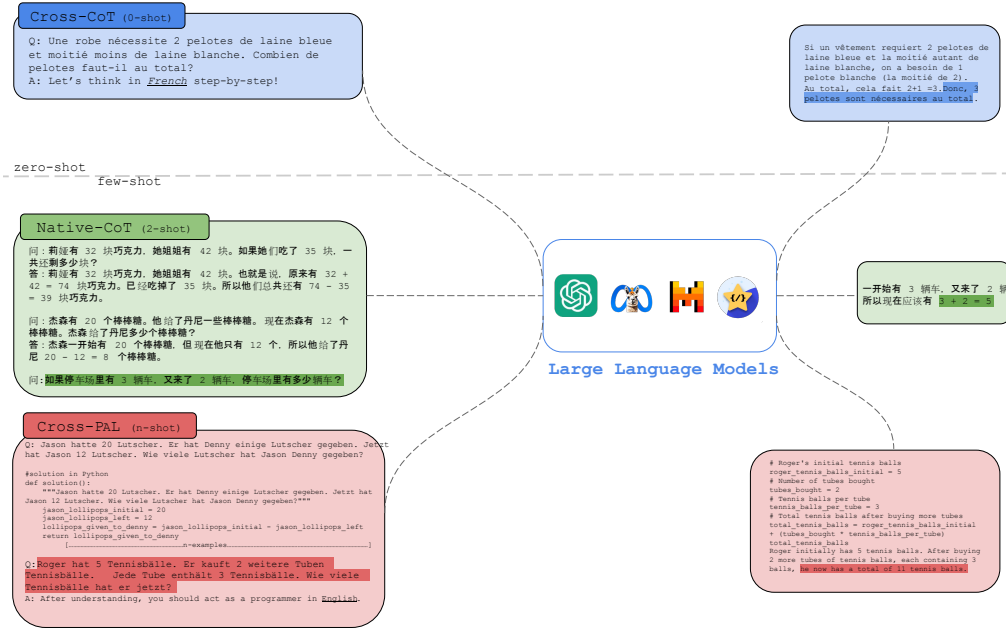 Cross-CoT (0-shot)
Q: Une robe nécessite 2 pelotes de laine bleue
et moitié moins de laine blanche. Combien de
pelotes faut-il au total?
A: Let's think in French step-by-step!
Si un vêtement requiert 2 pelotes de
laine bleue et la moitié autant de
laine blanche, on a besoin de 1
pelote blanche (la moitié de 2).
Au total, cela fait 2+1 =3.Donc, 3
pelotes sont nécessaires au total.
zero-shot
few-shot
Native-CoT (2-shot)
问：莉娅有 32 块巧克力，她姐姐有 42 块。如果她们吃了 35 块，一
共还剩多少块？
答：莉娅有 32 块巧克力，她姐姐有 42 块。也就是说，原来有 32 +
42 = 74 块巧克力。已经吃掉了 35 块。所以他们总共还有 74 - 35
= 39 块巧克力。
问：杰森有 20 个棒棒糖。他给了丹尼一些棒棒糖。 现在杰森有 12 个
棒棒糖。杰森给了丹尼多少个棒棒糖？
答：杰森一开始有 20 个棒棒糖，但现在他只有 12 个，所以他给了丹
尼 20 - 12 = 8 个棒棒糖。
问:如果停车场里有 3 辆车，又来了 2 辆车，停车场里有多少辆车？
{/}
Large Language Models
一开始有 3 辆车，又来了 2 辆
所以现在应该有 3 + 2 = 5
Cross-PAL (n-shot)
Q: Jason hatte 20 Lutscher. Er hat Denny einige Lutscher gegeben. Jetzt
hat Jason 12 Lutscher. Wie viele Lutscher hat Jason Denny gegeben?
#solution in Python
def solution():
"""Jason hatte 20 Lutscher. Er hat Denny einige Lutscher gegeben. Jetzt hat
Jason 12 Lutscher. Wie viele Lutscher hat Jason Denny gegeben?"""
jason_lollipops_initial = 20
jason_lollipops_left = 12
lollipops_given_to_denny = jason_lollipops_initial - jason_lollipops_left
return lollipops_given_to_denny
[…n-examples…]
Q:Roger hat 5 Tennisbälle. Er kauft 2 weitere Tuben
Tennisbälle. Jede Tube enthält 3 Tennisbälle. Wie viele
Tennisbälle hat er jetzt?
A: After understanding, you should act as a programmer in English.
# Roger's initial tennis balls
roger_tennis_balls_initial = 5
# Number of tubes bought
tubes_bought = 2
# Tennis balls per tube
tennis_balls_per_tube = 3
# Total tennis balls after buying more tubes
total_tennis_balls = roger_tennis_balls_initial
+ (tubes_bought * tennis_balls_per_tube)
total_tennis_balls
Roger initially has 5 tennis balls. After buying
2 more tubes of tennis balls, each containing 3
balls, he now has a total of 11 tennis balls.